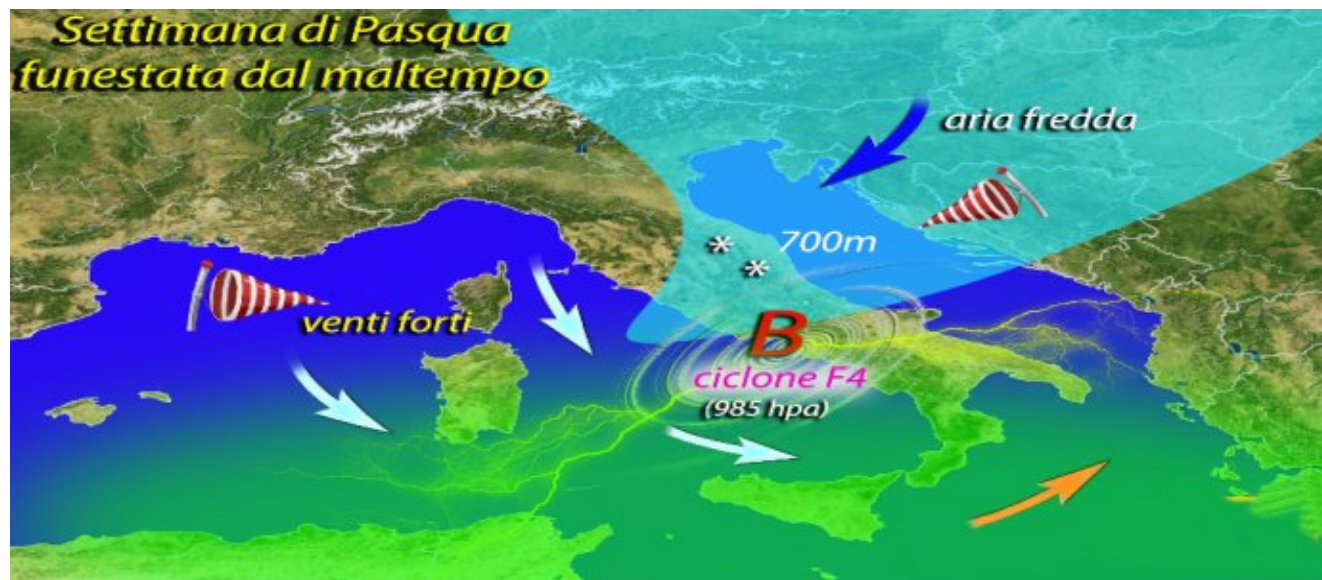 Settimana di Pasqua
funestata dal maltempo
aria fredda
700m
venti forti
B
ciclone F4
(985 hpa)